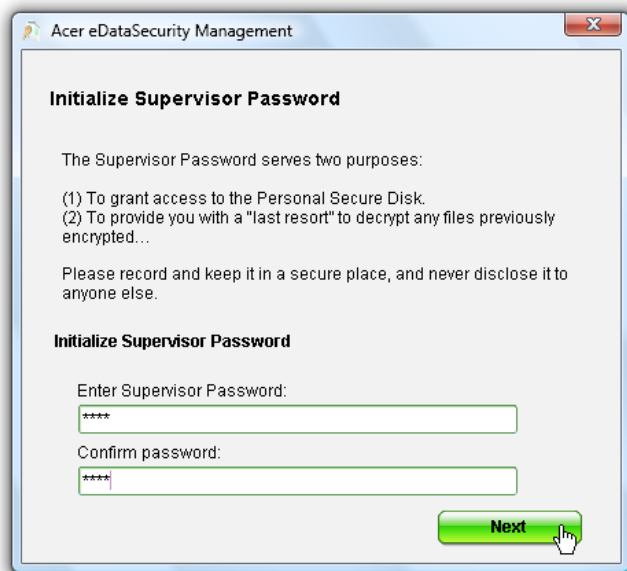 Acer eDataSecurity Management
Initialize Supervisor Password
The Supervisor Password serves two purposes:
(1) To grant access to the Personal Secure Disk.
(2) To provide you with a "last resort" to decrypt any files previously
encrypted...
Please record and keep it in a secure place, and never disclose it to
anyone else.
Initialize Supervisor Password
Enter Supervisor Password:
****
Confirm password:
****
Next